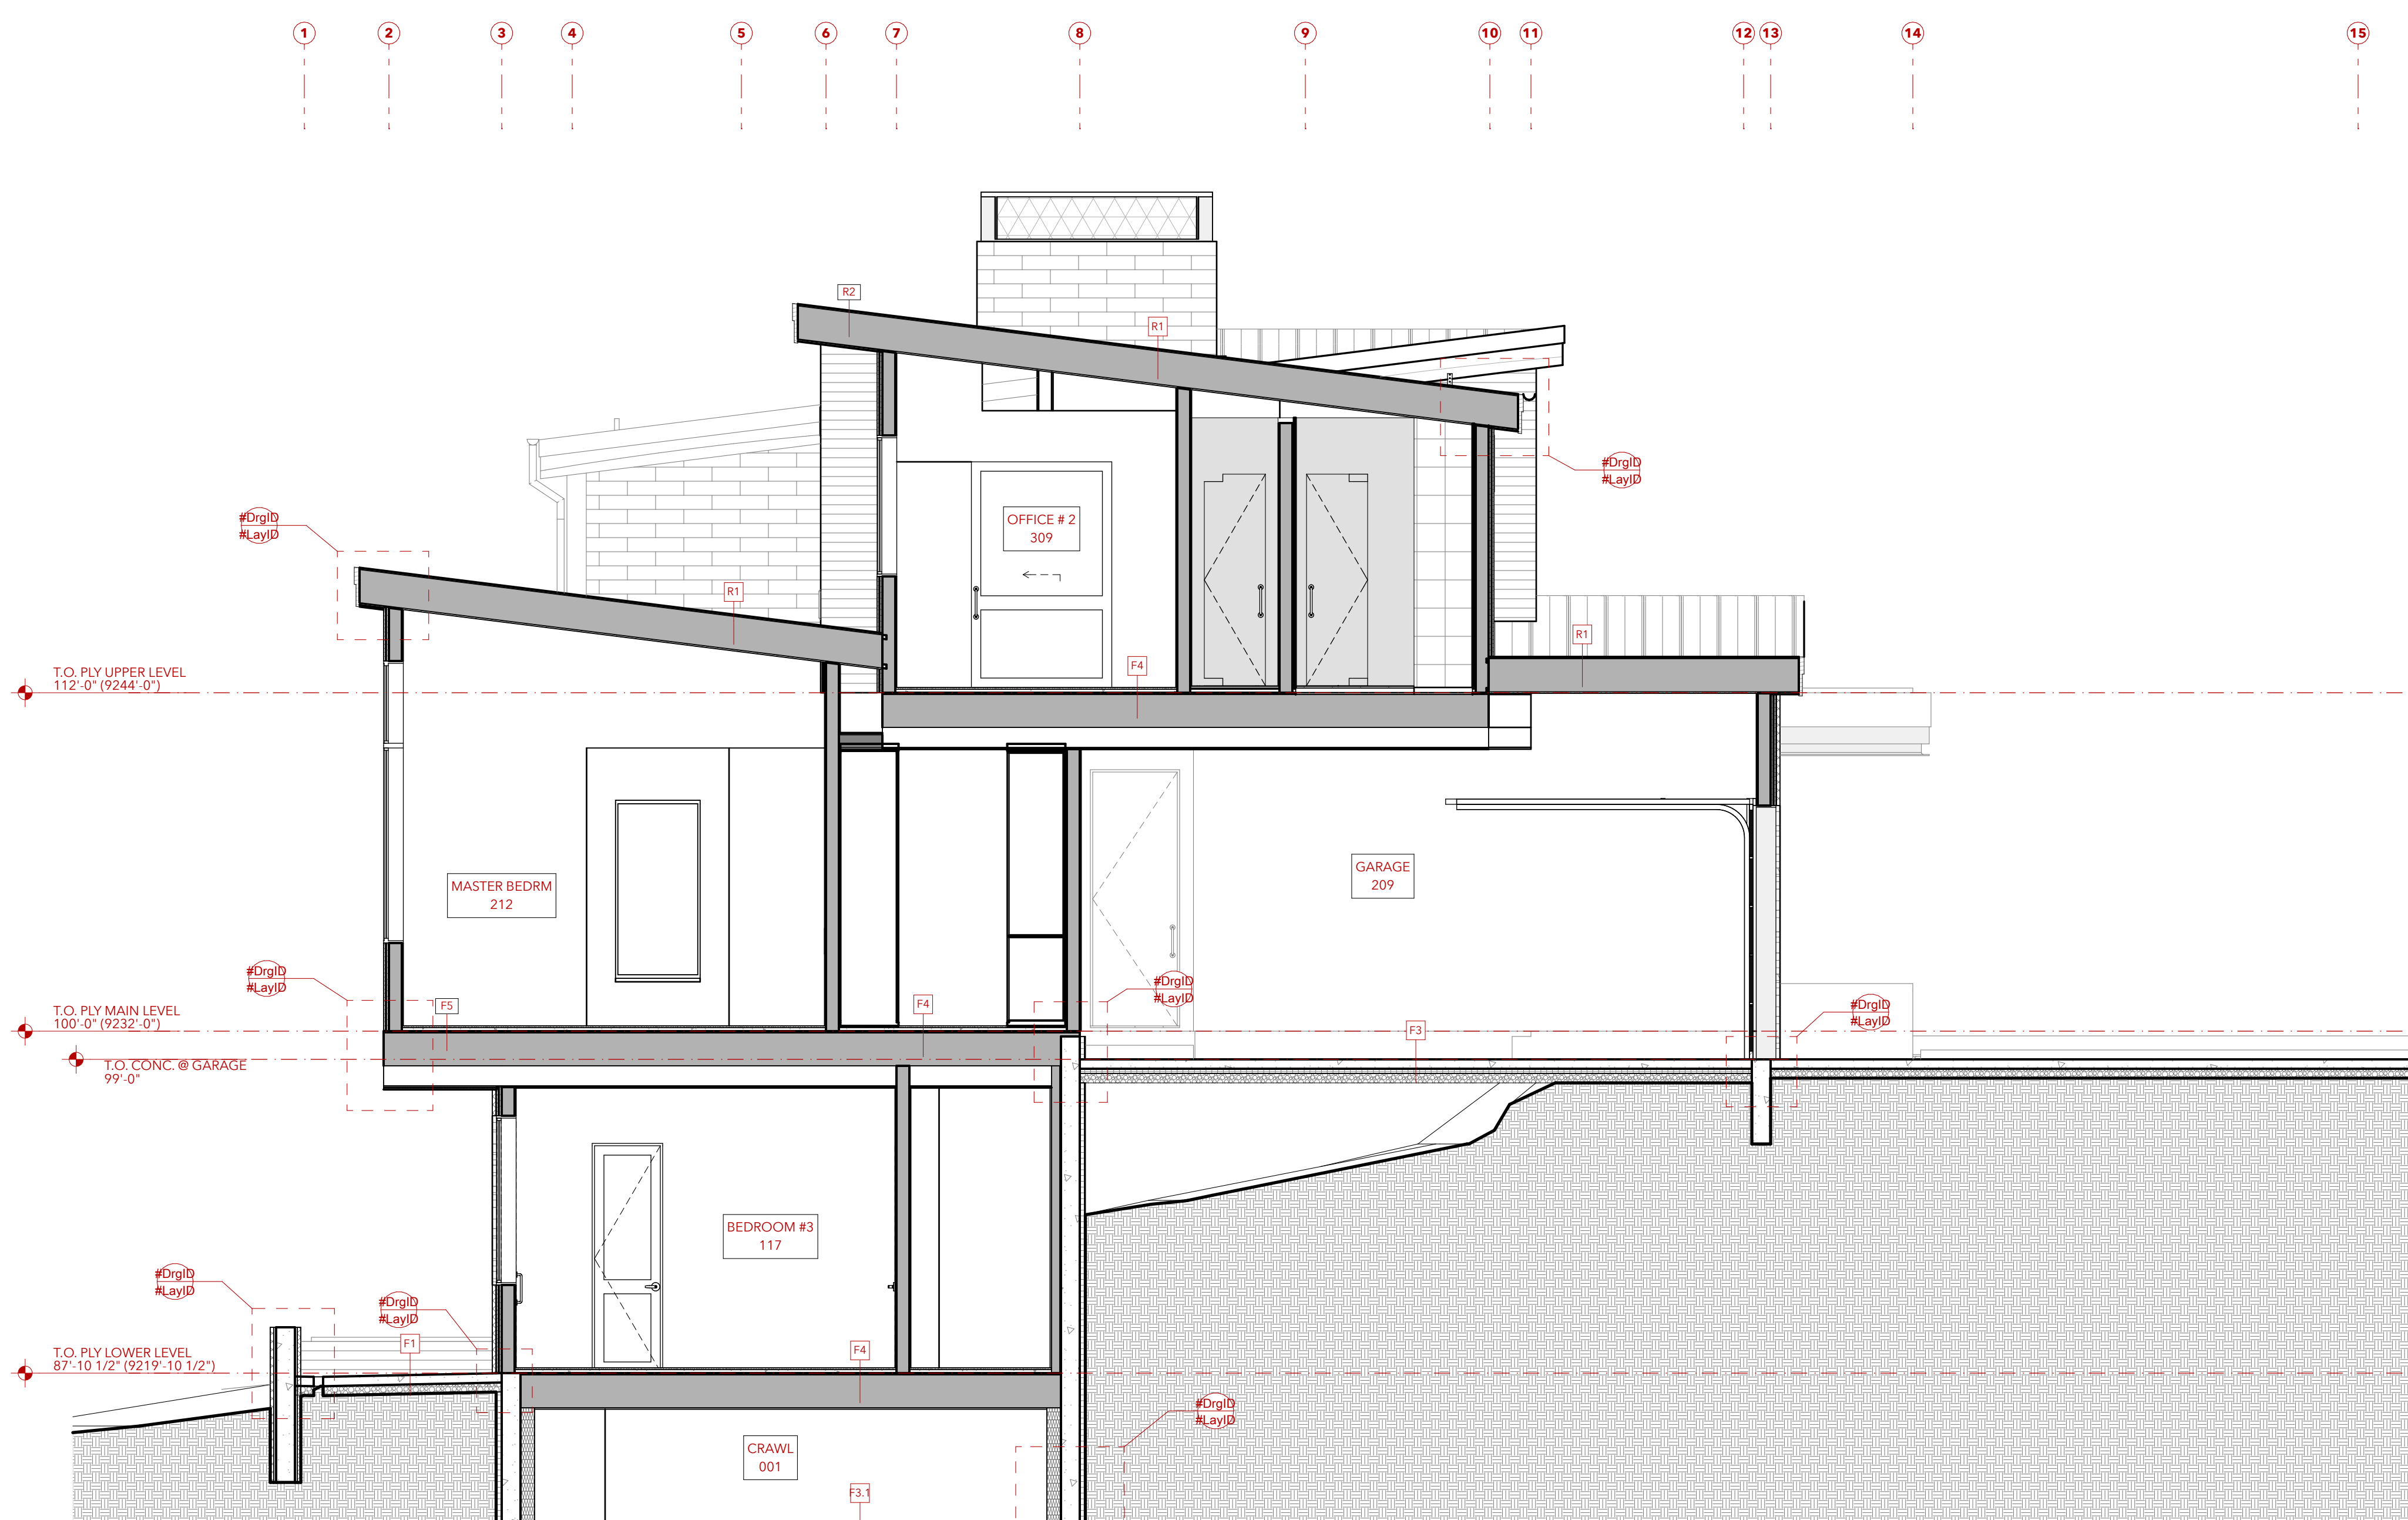 1 2 3 4 5 6 7 8 9 10 11 12 13 14 15
R2
R1
#DrgID
#LayID
OFFICE # 2
309
#DrgID
#LayID
R1
R1
F4
T.O. PLY UPPER LEVEL
112'-0" (9244'-0")
GARAGE
209
MASTER BEDRM
212
#DrgID
#LayID
#DrgID
#LayID
F5
F4
#DrgID
#LayID
T.O. PLY MAIN LEVEL
100'-0" (9232'-0")
F3
T.O. CONC. @ GARAGE
99'-0"
BEDROOM #3
117
#DrgID
#LayID
#DrgID
#LayID
F1
F4
T.O. PLY LOWER LEVEL
87'-10 1/2" (9219'-10 1/2")
#DrgID
#LayID
CRAWL
001
F3.1